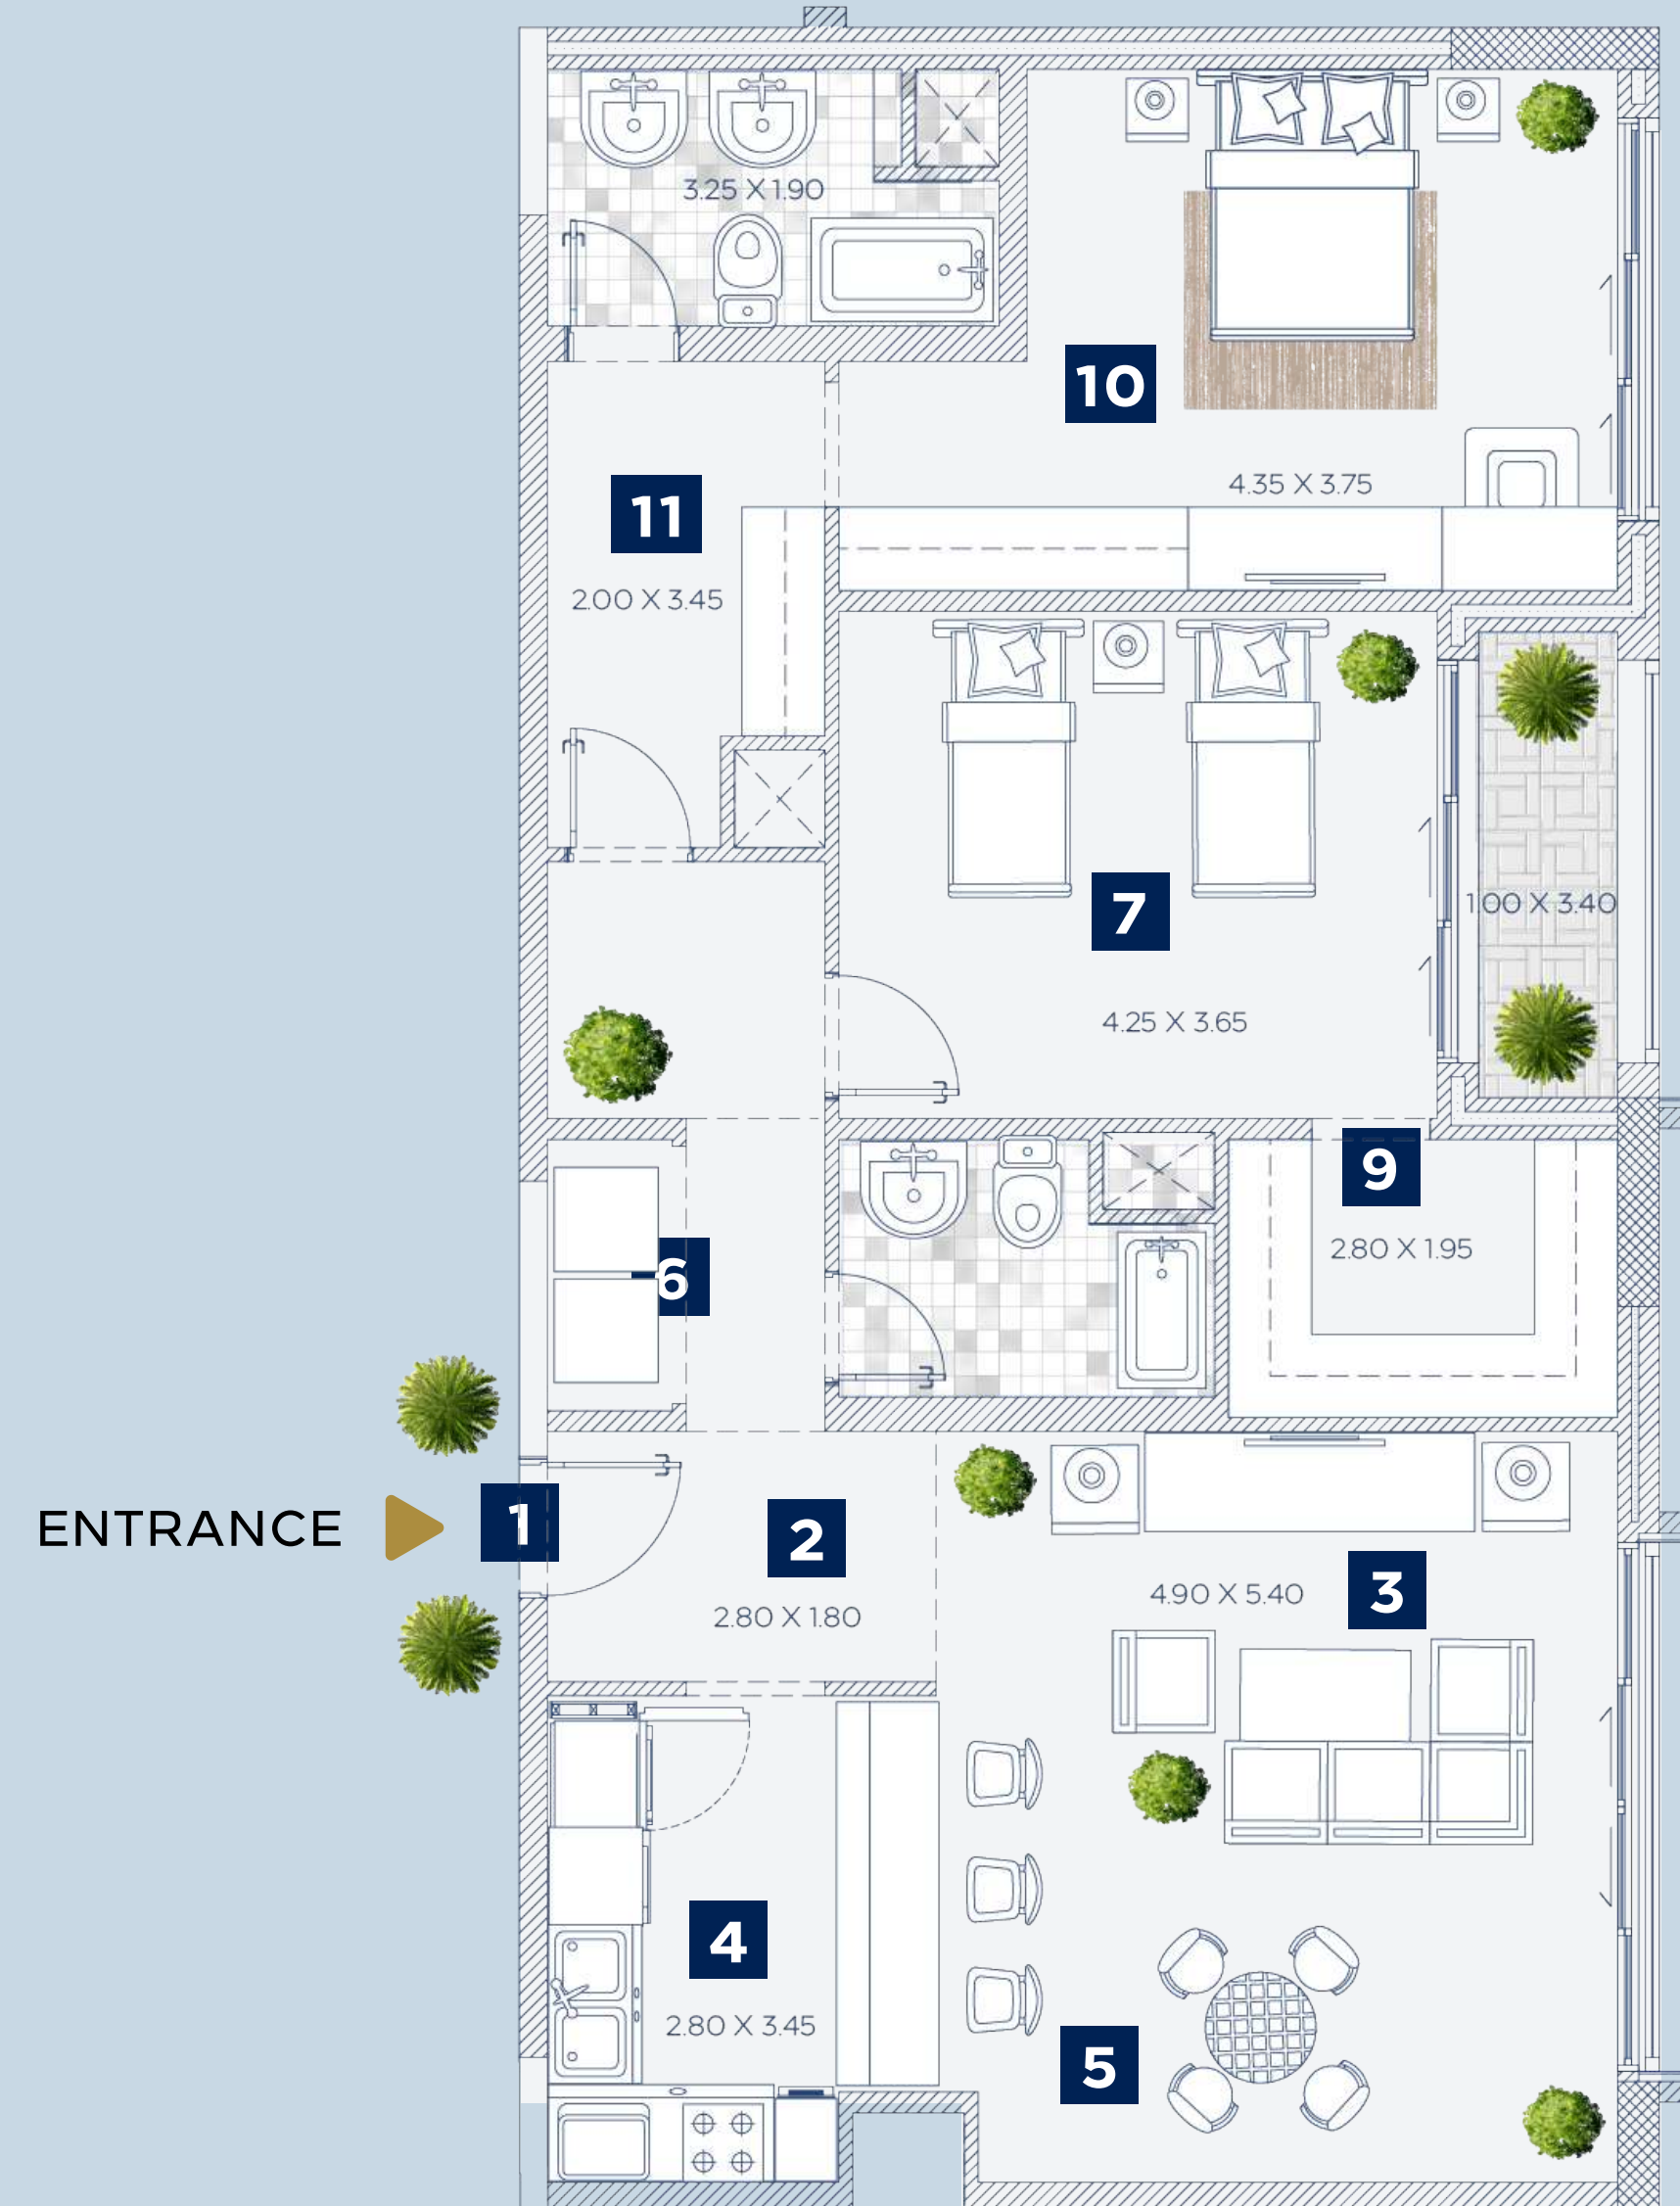 3.25 X 1.90
10
4.35 X 3.75
11
2.00 X 3.45
7
1.00 X 3.40
4.25 X 3.65
9
2.80 X 1.95
6
ENTRANCE
1
2
2.80 X 1.80
3
4.90 X 5.40
4
2.80 X 3.45
5